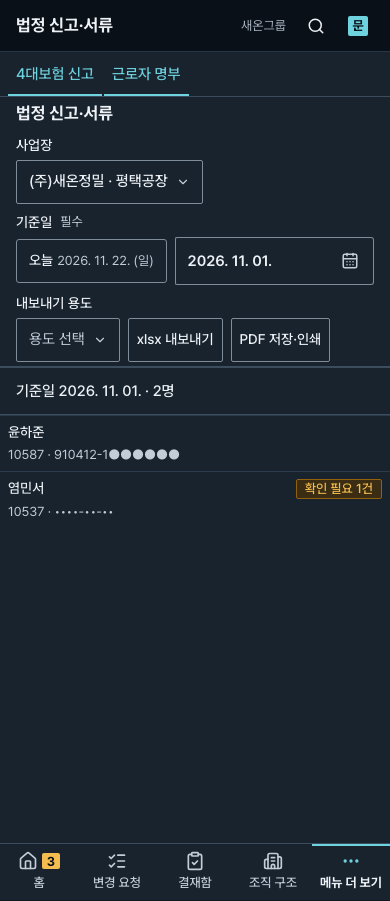 법정 신고·서류
새온그룹
문
4대보험 신고
근로자 명부
법정 신고·서류
사업장
(주)새온정밀 · 평택공장
기준일 필수
오늘 2026. 11. 22. (일)
2026. 11. 01.
내보내기 용도
용도 선택
xlsx 내보내기
PDF 저장·인쇄
기준일 2026. 11. 01. · 2명
윤하준
10587 · 910412-1●●●●●●
염민서
확인 필요 1건
10537 · ••••-••-••
3
홈
변경 요청
결재함
조직 구조
메뉴 더 보기